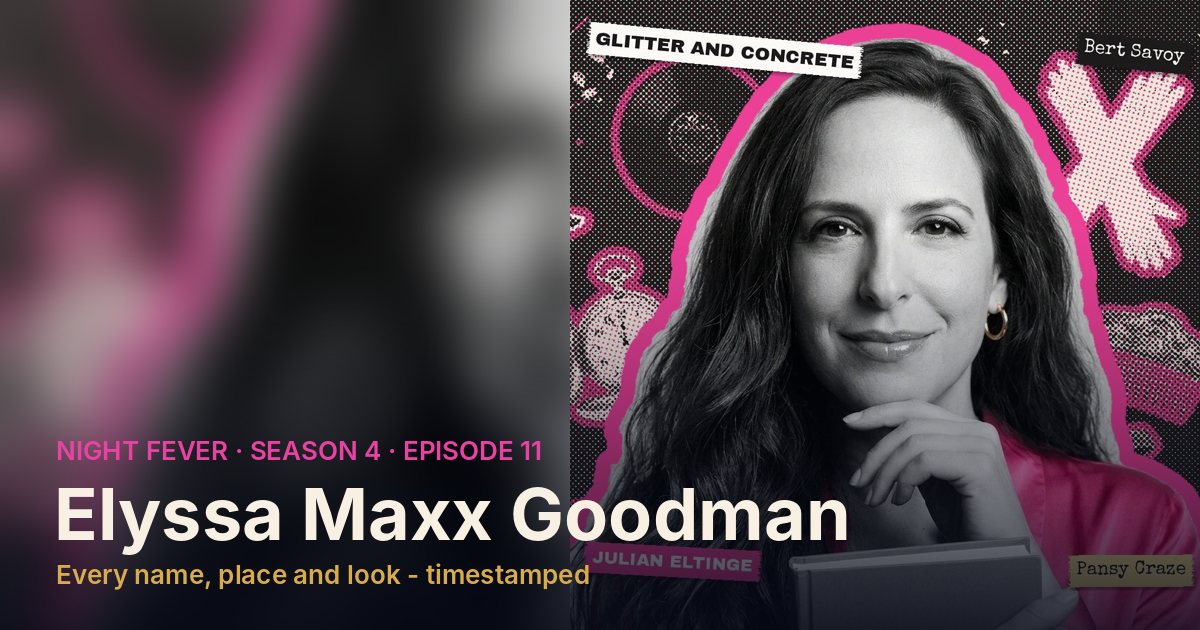 GLITTER AND CONCRETE
Bert Savoy
X
NIGHT FEVER · SEASON 4 · EPISODE 11
Elyssa Maxx Goodman
JULIAN ELTINGE
Every name, place and look - timestamped
Pansy Craze